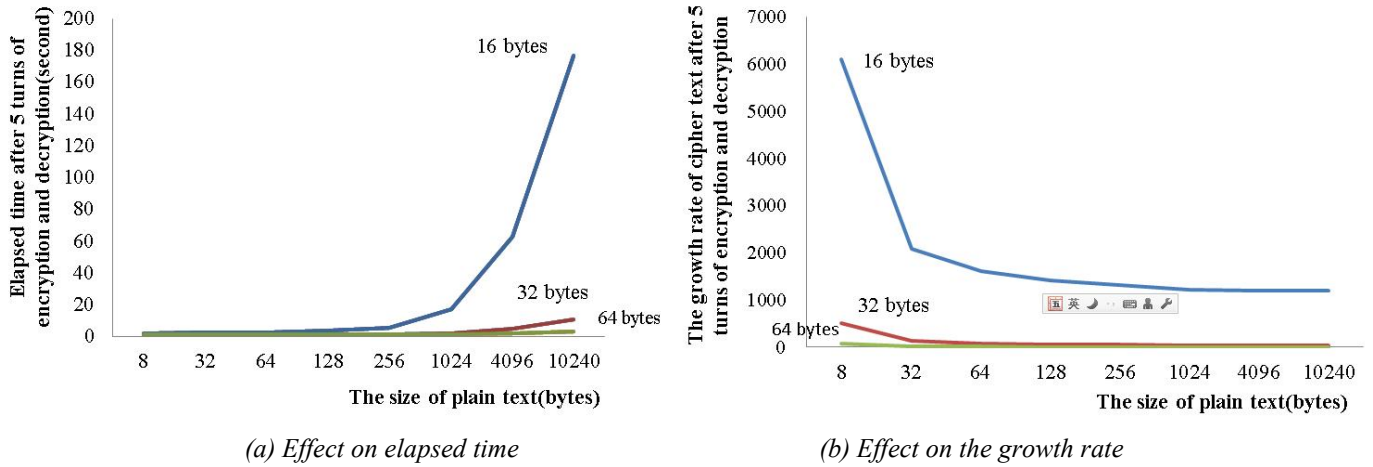 Elapsed time after 5 turns of
encryption and decryption(second)
200
180
160
140
120
100
80
60
40
20
0
16 bytes
32 bytes
64 bytes
8 32 64 128 256 1024 4096 10240
The size of plain text(bytes)
(a) Effect on elapsed time
The growth rate of cipher text after 5
turns of encryption and decryption
7000
6000
5000
4000
3000
2000
1000
0
16 bytes
五 英
32 bytes
64 bytes
8 32 64 128 256 1024 4096 10240
The size of plain text(bytes)
(b) Effect on the growth rate